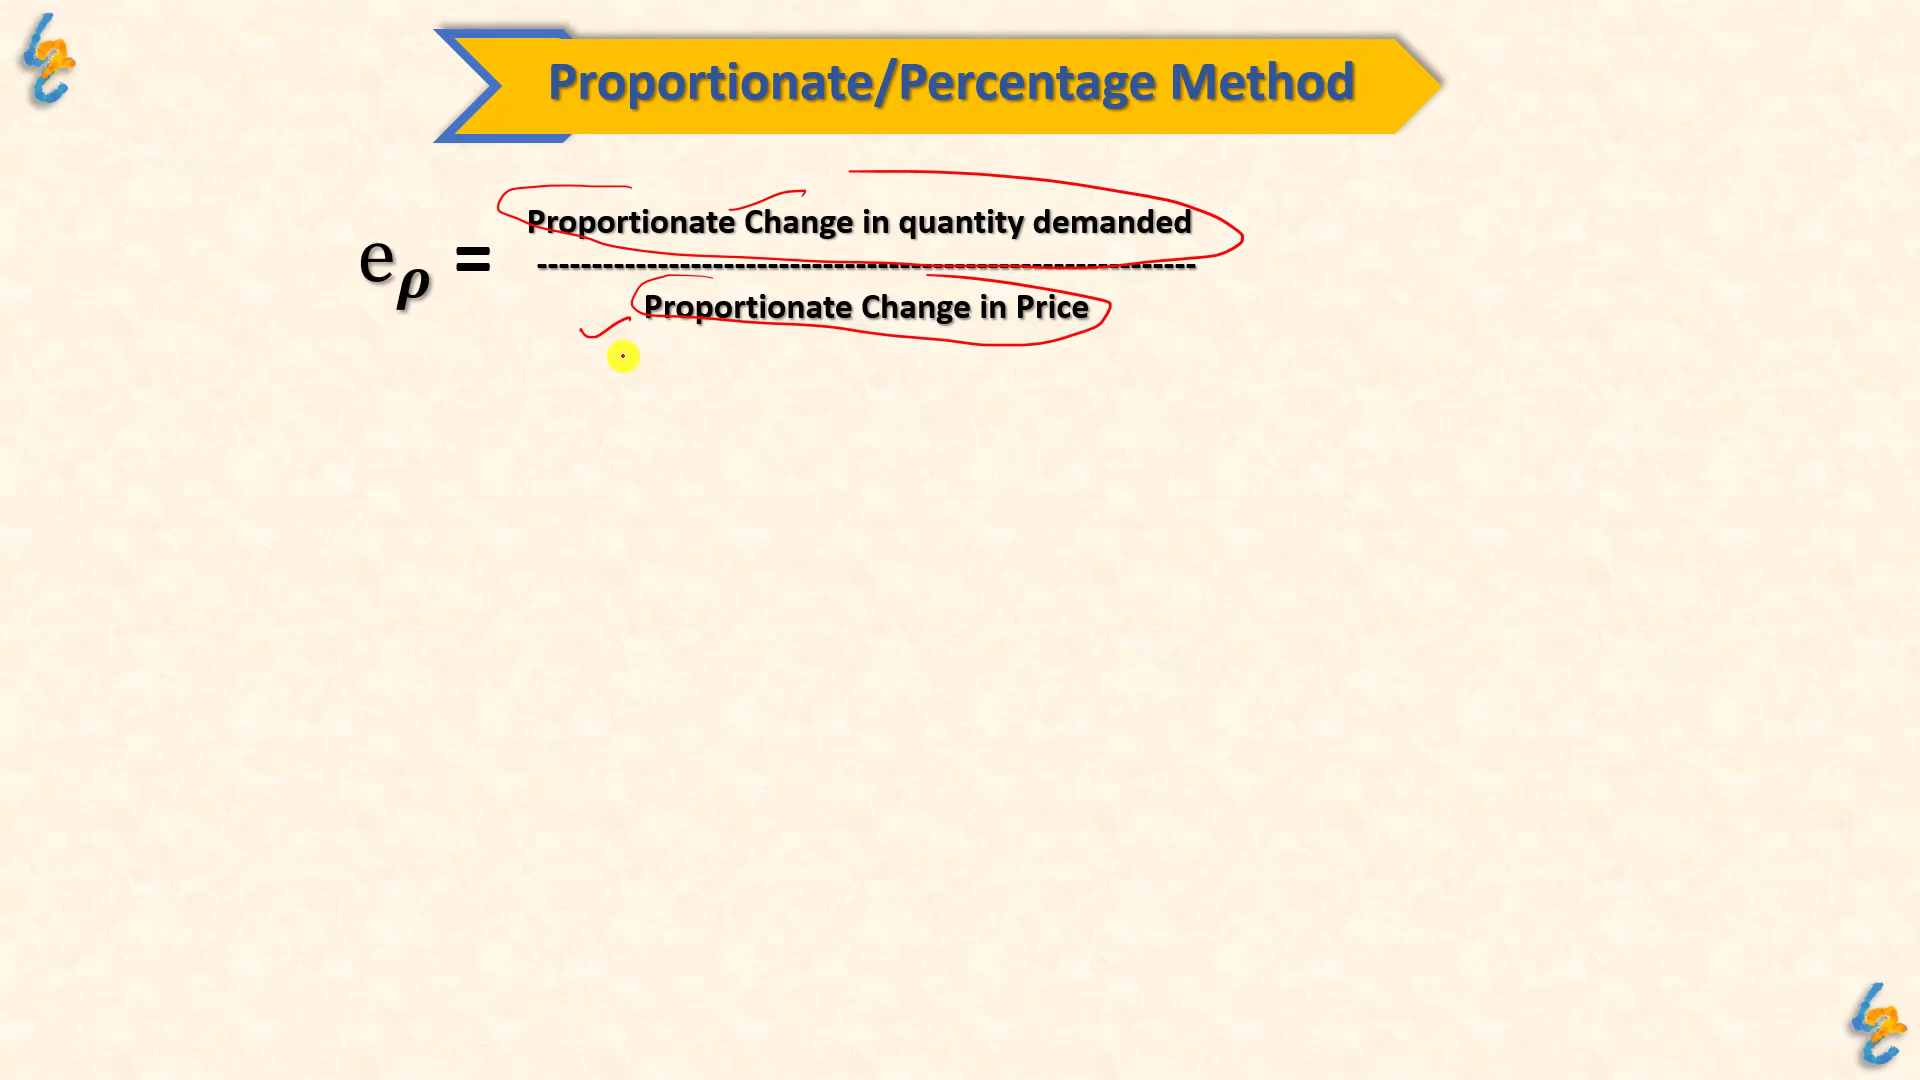 Proportionate/Percentage Method
Proportionate Change in quantity demanded
eρ = ------------------------------------------------------------
Proportionate Change in Price